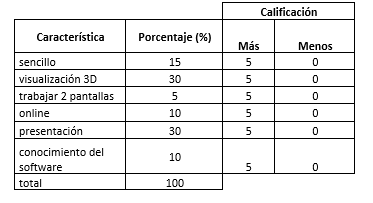 Calificación
Característica Porcentaje (%) Más Menos
sencillo 15 5 0
visualización 3D 30 5 0
trabajar 2 pantallas 5 5 0
online 10 5 0
presentación 30 5 0
conocimiento del
software 10 5 0
total 100